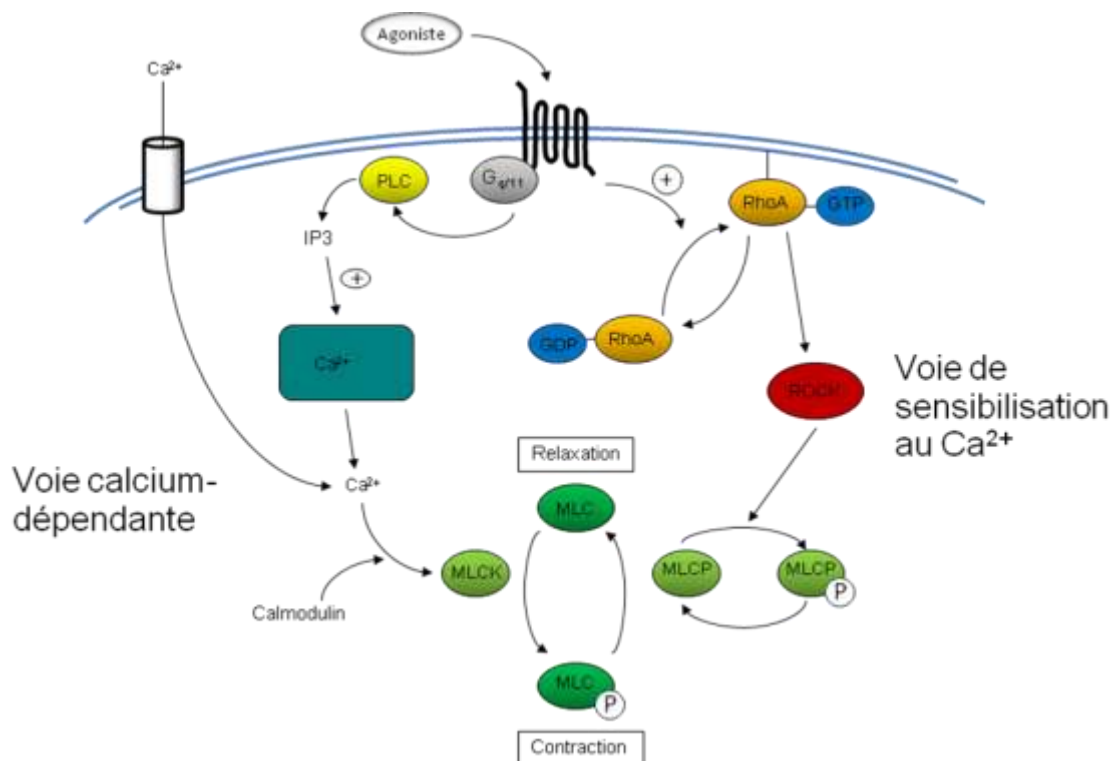 Agoniste
Ca²⁺
PLC
Gq/11
+
RhoA
GTP
IP3
+
GDP
RhoA
Ca²⁺
ROCK
Voie de
sensibilisation
au Ca²⁺
Relaxation
Voie calcium-
dépendante
Ca²⁺
MLC
MLCK
MLCP
MLCP
P
Calmodulin
MLC
P
Contraction